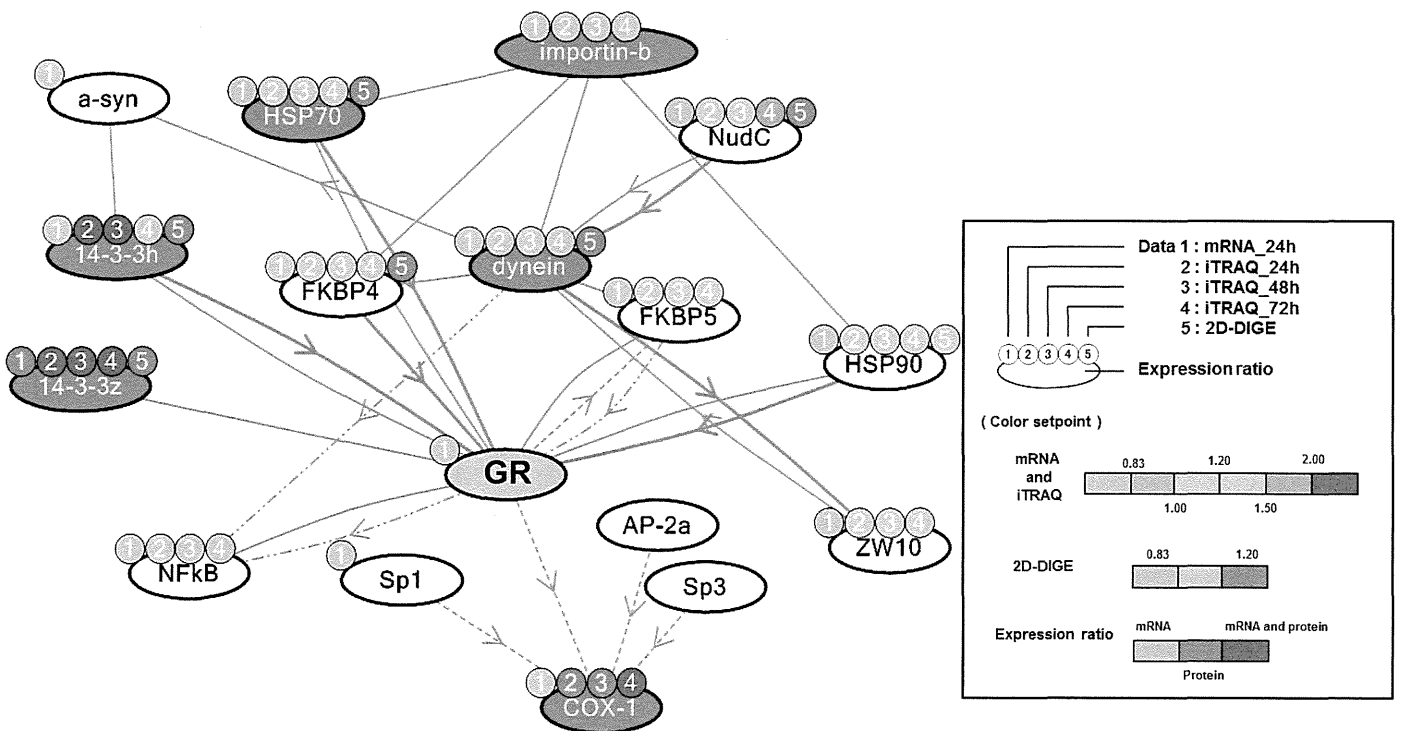 1 2 3 4
importin-b
1
a-syn
1 2 3 4 5
HSP70
1 2 3 4 5
NudC
1 2 3 4 5
14-3-3h
1 2 3 4 5
FKBP4
1 2 3 4 5
dynein
1 2 3 4
FKBP5
1 2 3 4 5
HSP90
1 2 3 4 5
14-3-3z
1
GR
1 2 3 4
NFkB
1
Sp1
AP-2a
Sp3
1 2 3 4
ZW10
1 2 3 4
COX-1
Data 1 : mRNA_24h
2 : iTRAQ_24h
3 : iTRAQ_48h
4 : iTRAQ_72h
5 : 2D-DIGE
1 2 3 4 5
Expression ratio
( Color setpoint )
mRNA
and
iTRAQ
0.83 1.20 2.00
1.00 1.50
2D-DIGE
0.83 1.20
Expression ratio
mRNA mRNA and protein
Protein